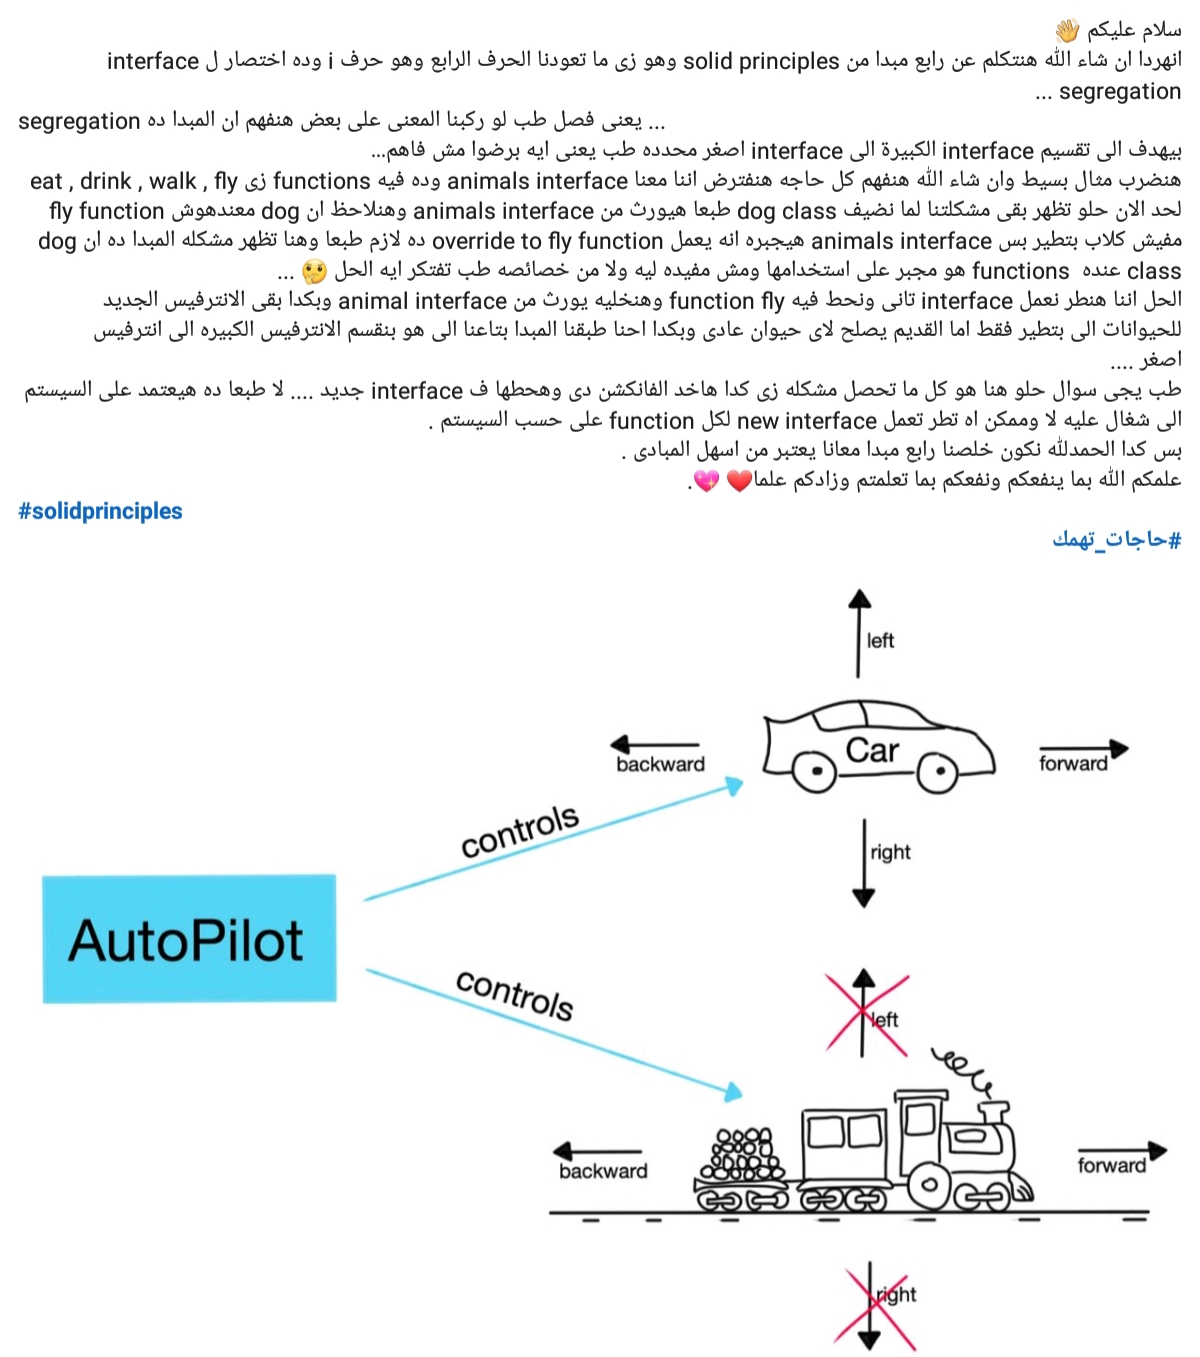 سلام عليكم 👋
انهردا ان شاء الله هنتكلم عن رابع مبدا من solid principles وهو زى ما تعودنا الحرف الرابع وهو حرف i وده اختصار ل interface
segregation ...
segregation يعنى فصل طب لو ركبنا المعنى على بعض هنفهم ان المبدا ده ...
بيهدف الى تقسيم interface الكبيرة الى interface اصغر محدده طب يعنى ايه برضوا مش فاهم...
هنضرب مثال بسيط وان شاء الله هنفهم كل حاجه هنفترض اننا معنا animals interface وده فيه functions زى eat , drink , walk , fly
لحد الان حلو تظهر بقى مشكلتنا لما نضيف dog class طبعا هيورث من animals interface وهنلاحظ ان dog معندهوش fly function
مفيش كلاب بتطير بس animals interface هيجبره انه يعمل override to fly function ده لازم طبعا وهنا تظهر مشكله المبدا ده ان dog
class عنده functions هو مجبر على استخدامها ومش مفيده ليه ولا من خصائصه طب تفتكر ايه الحل 🤔 ...
الحل اننا هنطر نعمل interface تانى ونحط فيه function fly وهنخليه يورث من animal interface وبكدا بقى الانترفيس الجديد
للحيوانات الى بتطير فقط اما القديم يصلح لاى حيوان عادى وبكدا احنا طبقنا المبدا بتاعنا الى هو بنقسم الانترفيس الكبيره الى انترفيس
اصغر ....
طب يجى سوال حلو هنا هو كل ما تحصل مشكله زى كدا هاخد الفانكشن دى وهحطها ف interface جديد .... لا طبعا ده هيعتمد على السيستم
الى شغال عليه لا وممكن اه تطر تعمل new interface لكل function على حسب السيستم .
بس كدا الحمدلله نكون خلصنا رابع مبدا معانا يعتبر من اسهل المبادى .
علمكم الله بما ينفعكم ونفعكم بما تعلمتم وزادكم علما❤️ 💖.
#solidprinciples
#حاجات_تهمك
left
Car
backward
forward
controls
right
AutoPilot
controls
left
backward
forward
right